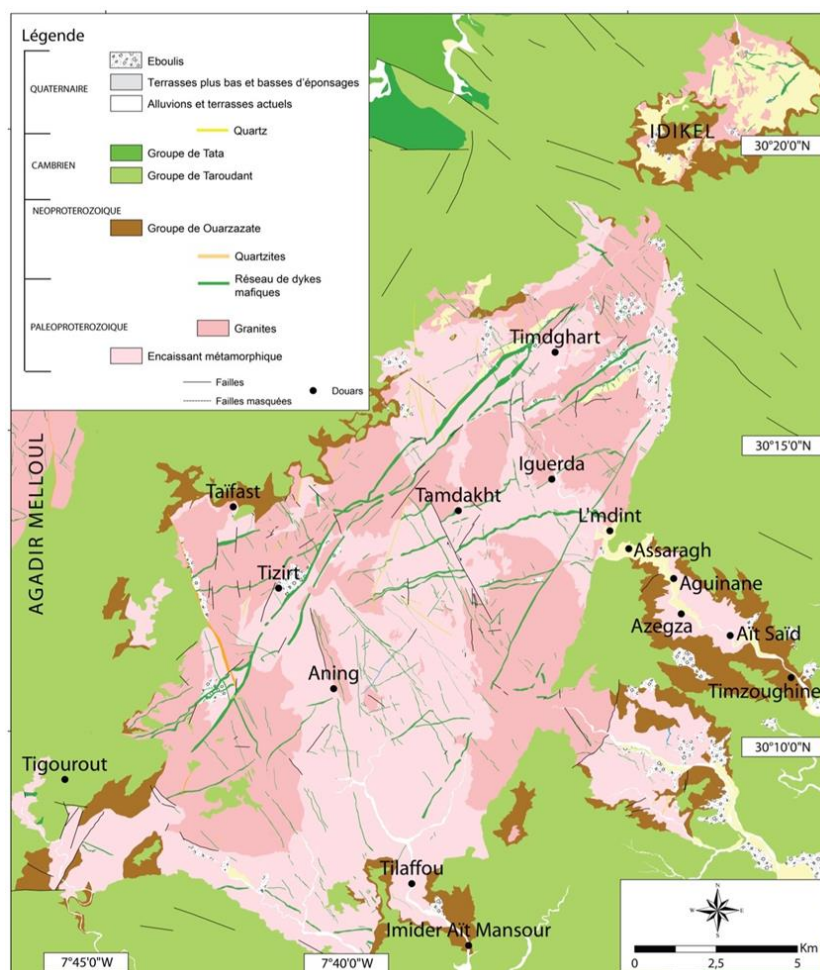 Légende
QUATERNAIRE
Eboulis
Terrasses plus bas et basses d'éponsages
Alluvions et terrasses actuels
Quartz
CAMBRIEN
Groupe de Tata
Groupe de Taroudant
NEOPROTEROZOIQUE
Groupe de Ouarzazate
Quartzites
Réseau de dykes
mafiques
PALEOPROTEROZOIQUE
Granites
Encaissant métamorphique
Failles
Failles masquées
Douars
IDIKEL
30°20'0"N
Timdghart
30°15'0"N
AGADIR MELLOUL
Taïfast
Iguerda
Tamdakht
L'mdint
Assaragh
Tizirt
Aguinane
Azegza
Aït Saïd
Aning
Timzoughine
30°10'0"N
Tigourout
Tilaffou
Imider Aït Mansour
N
W
E
S
Km
0
2,5
5
7°45'0"W
7°40'0"W